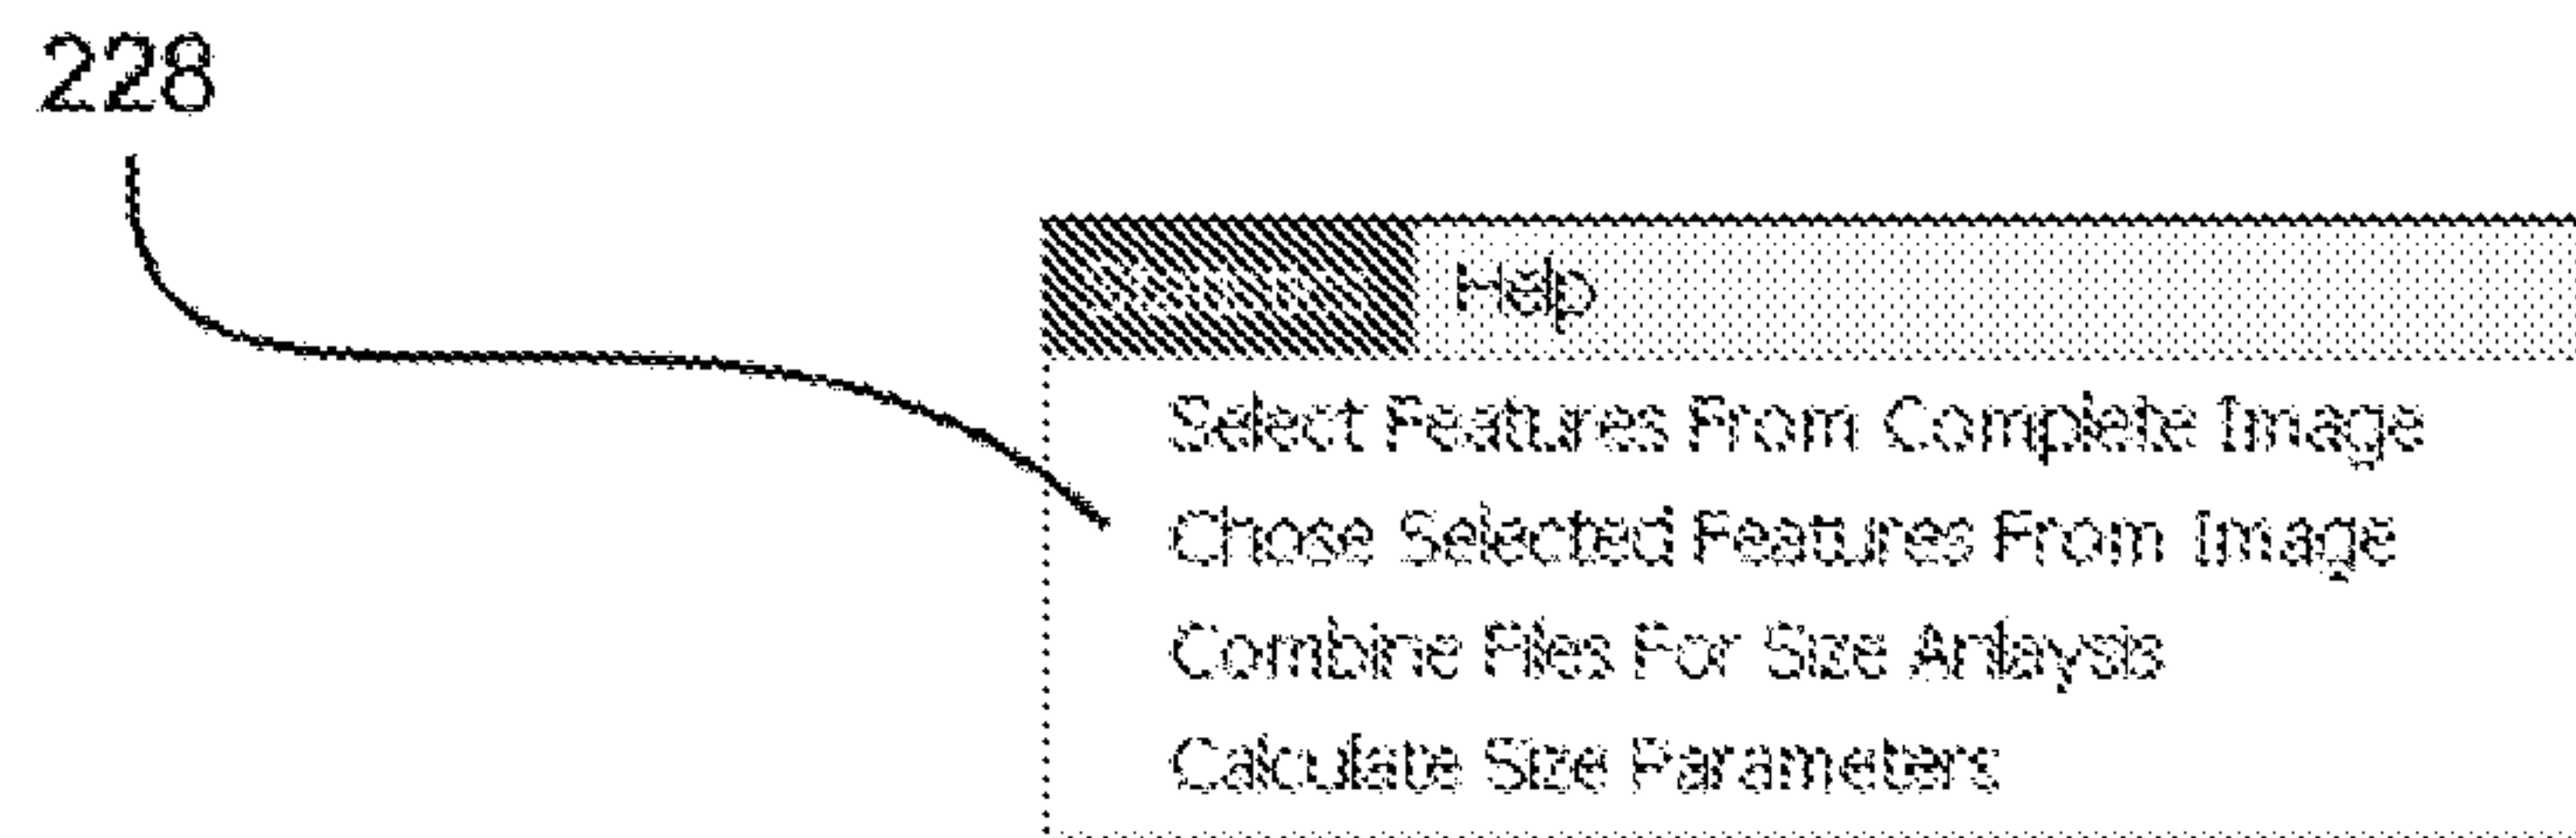 228
Help
Select Features From Complete Image
Chose Selected Features From Image
Combine Files For Size Anlaysis
Calculate Size Parameters